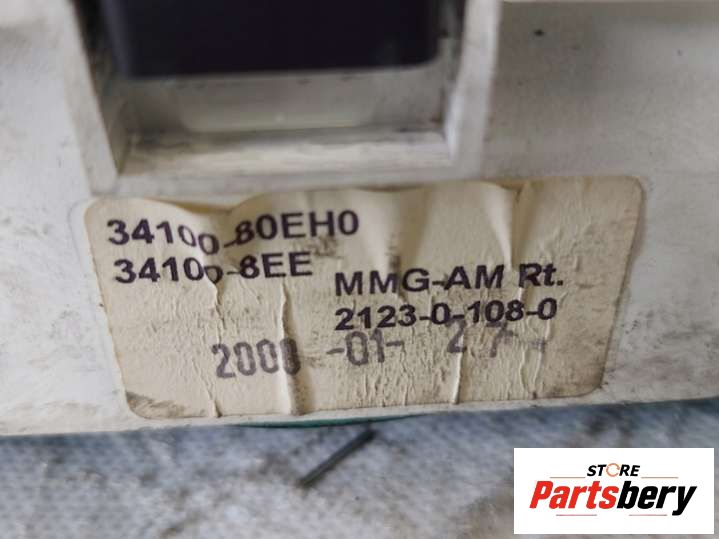 34100-80EH0
34100-8EE
MMG-AM Rt.
2123-0-108-0
2000 -01- 27
STORE
Partsbery